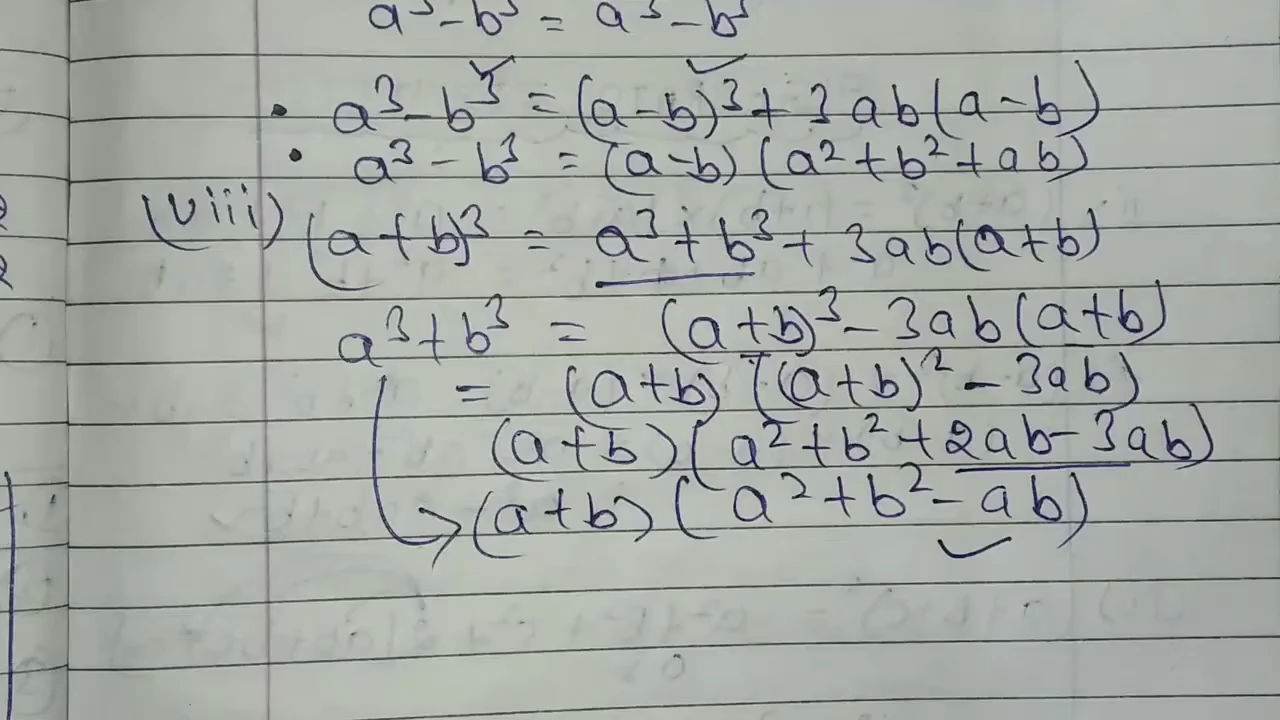 a³-b³ = a³-b³
• a³-b³ = (a-b)³+3ab(a-b)
• a³-b³ = (a-b)(a²+b²+ab)
(viii) (a+b)³ = a³+b³+3ab(a+b)
a³+b³ = (a+b)³-3ab(a+b)
= (a+b)((a+b)²-3ab)
(a+b)(a²+b²+2ab-3ab)
→(a+b)(a²+b²-ab)